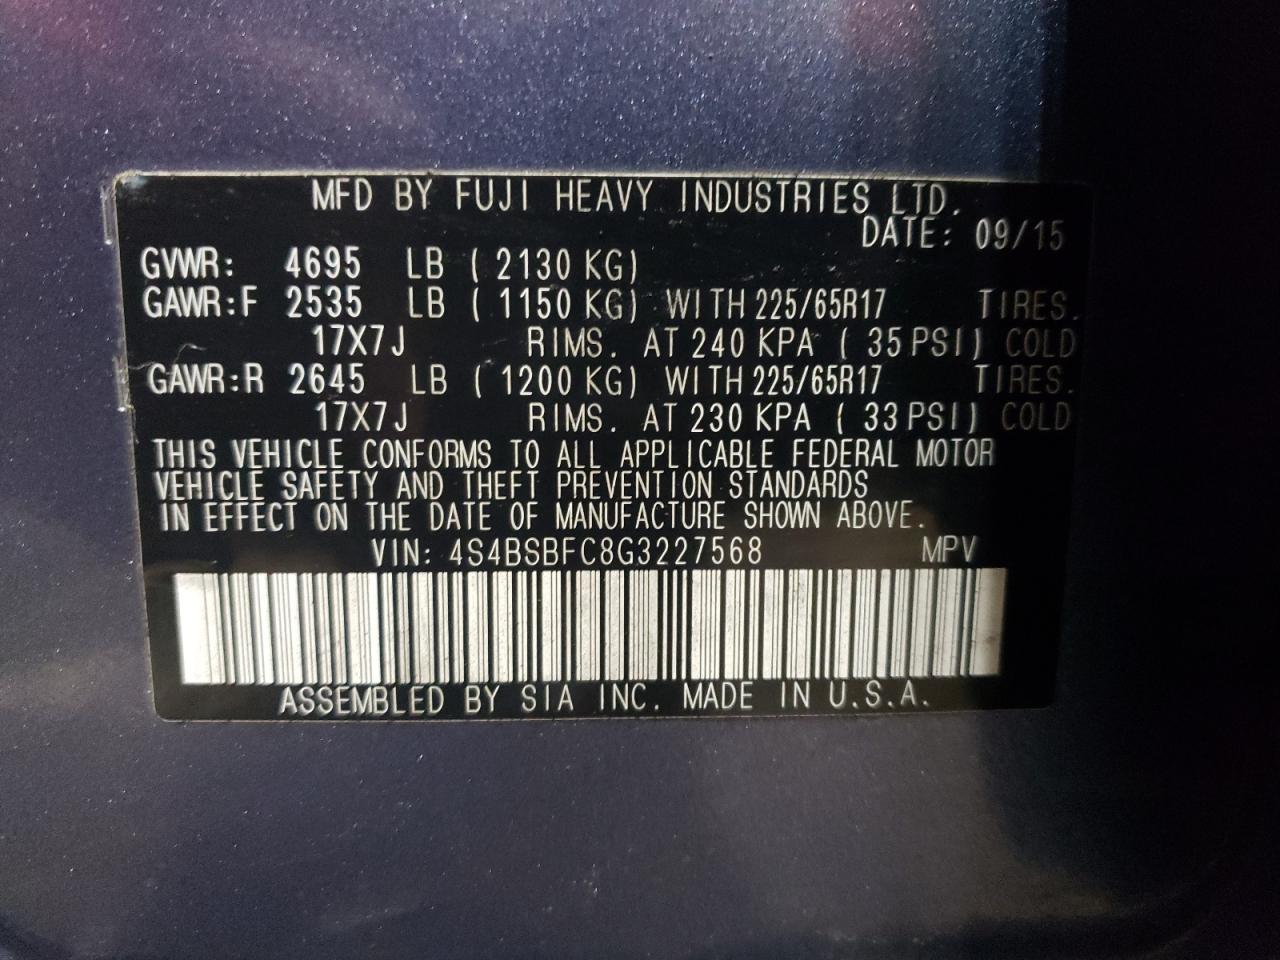 MFD BY FUJI HEAVY INDUSTRIES LTD.
DATE: 09/15
GVWR: 4695 LB ( 2130 KG)
GAWR:F 2535 LB ( 1150 KG) WITH 225/65R17 TIRES.
17X7J RIMS. AT 240 KPA ( 35 PSI) COLD
GAWR:R 2645 LB ( 1200 KG) WITH 225/65R17 TIRES.
17X7J RIMS. AT 230 KPA ( 33 PSI) COLD
THIS VEHICLE CONFORMS TO ALL APPLICABLE FEDERAL MOTOR
VEHICLE SAFETY AND THEFT PREVENTION STANDARDS
IN EFFECT ON THE DATE OF MANUFACTURE SHOWN ABOVE.
VIN: 4S4BSBFC8G3227568 MPV
ASSEMBLED BY SIA INC. MADE IN U.S.A.